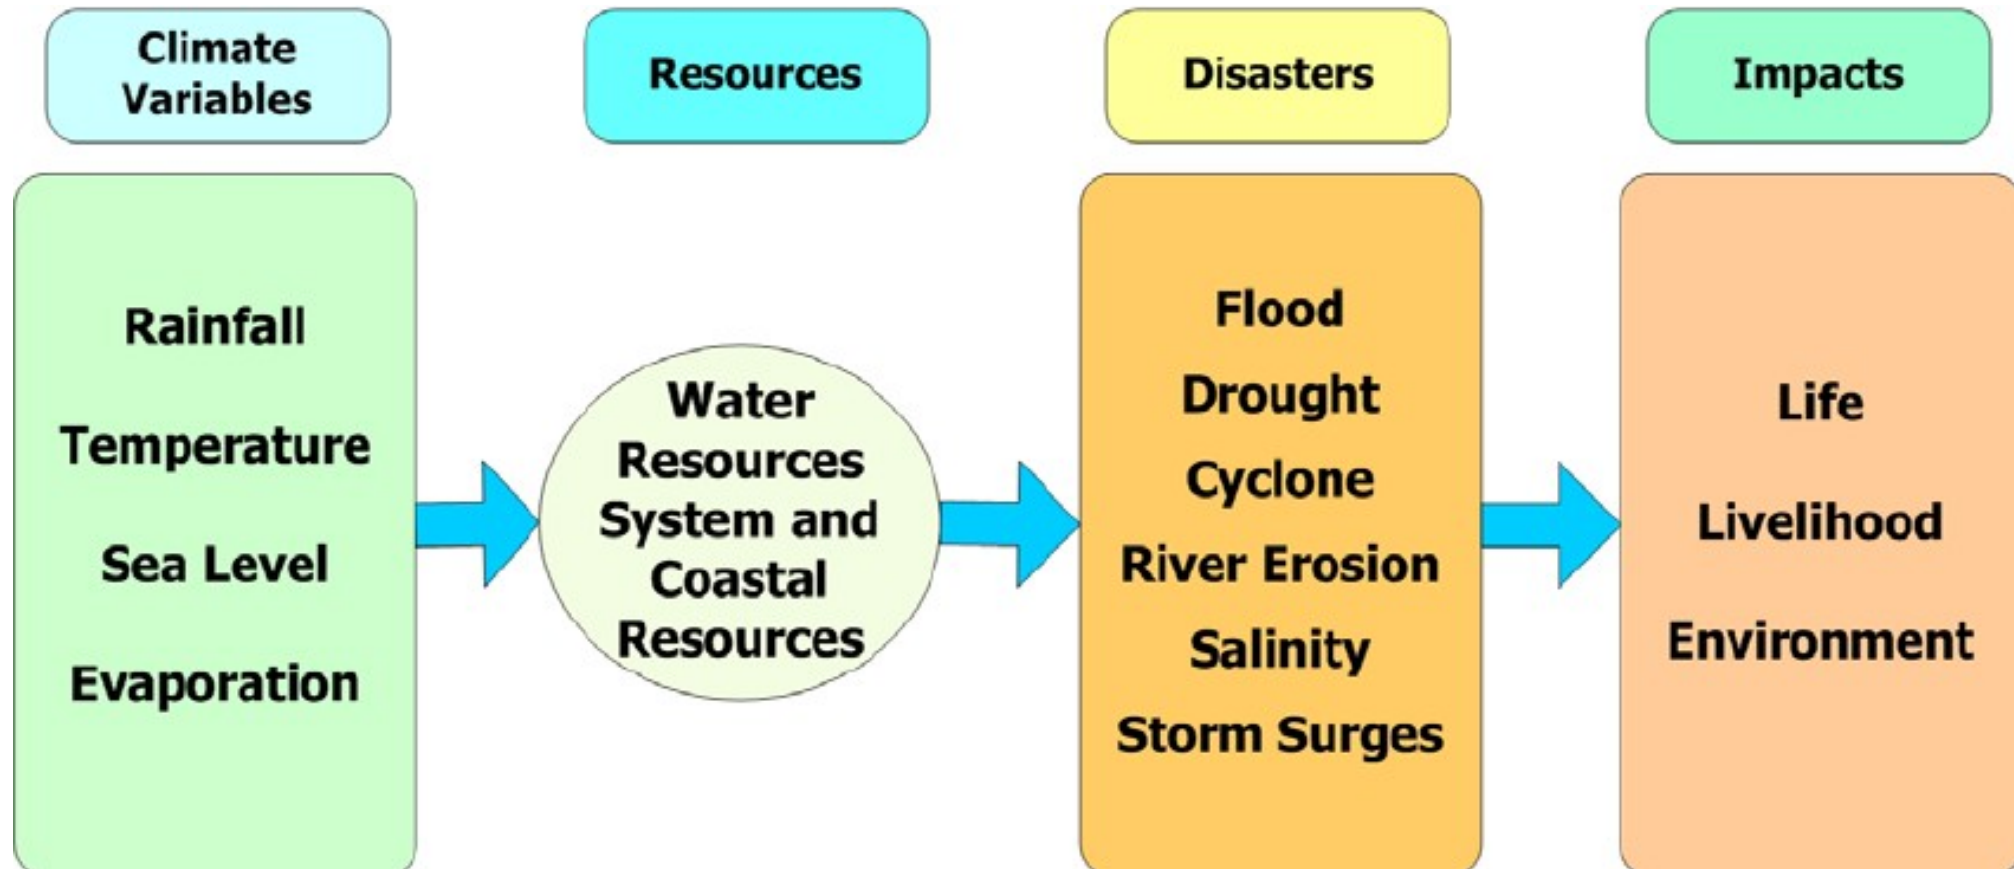 Climate
Variables
Resources
Disasters
Impacts
Rainfall
Temperature
Sea Level
Evaporation
Water
Resources
System and
Coastal
Resources
Flood
Drought
Cyclone
River Erosion
Salinity
Storm Surges
Life
Livelihood
Environment